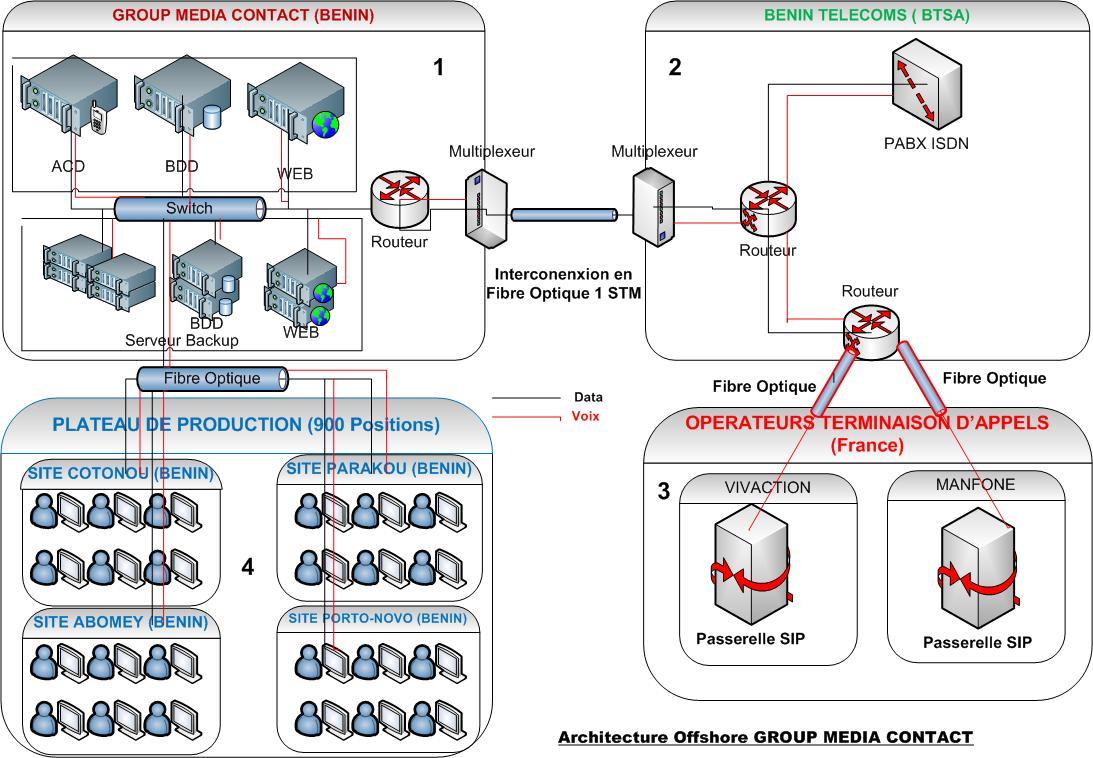 GROUP MEDIA CONTACT (BENIN)
1
ACD
BDD
WEB
Switch
Routeur
Multiplexeur
BDD
WEB
Serveur Backup
Interconenxion en
Fibre Optique 1 STM
BENIN TELECOMS ( BTSA)
2
PABX ISDN
Multiplexeur
Routeur
Routeur
Fibre Optique
Fibre Optique
Fibre Optique
Data
Voix
PLATEAU DE PRODUCTION (900 Positions)
SITE COTONOU (BENIN)
SITE PARAKOU (BENIN)
4
SITE ABOMEY (BENIN)
SITE PORTO-NOVO (BENIN)
OPERATEURS TERMINAISON D'APPELS
(France)
3
VIVACTION
MANFONE
Passerelle SIP
Passerelle SIP
Architecture Offshore GROUP MEDIA CONTACT